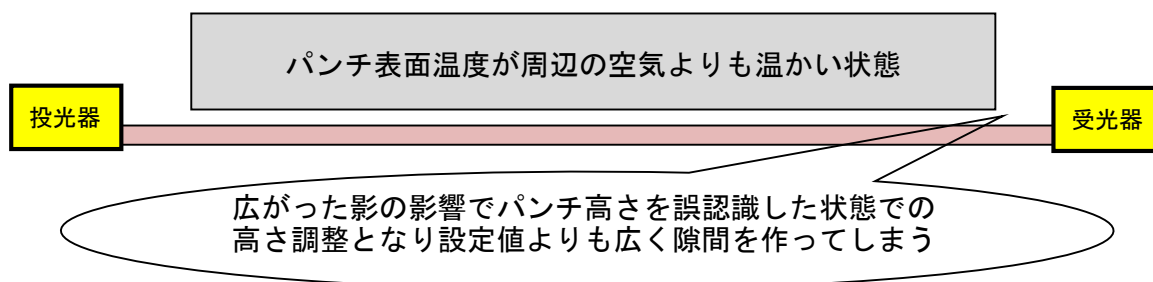 パンチ表面温度が周辺の空気よりも温かい状態
投光器
受光器
広がった影の影響でパンチ高さを誤認識した状態での
高さ調整となり設定値よりも広く隙間を作ってしまう